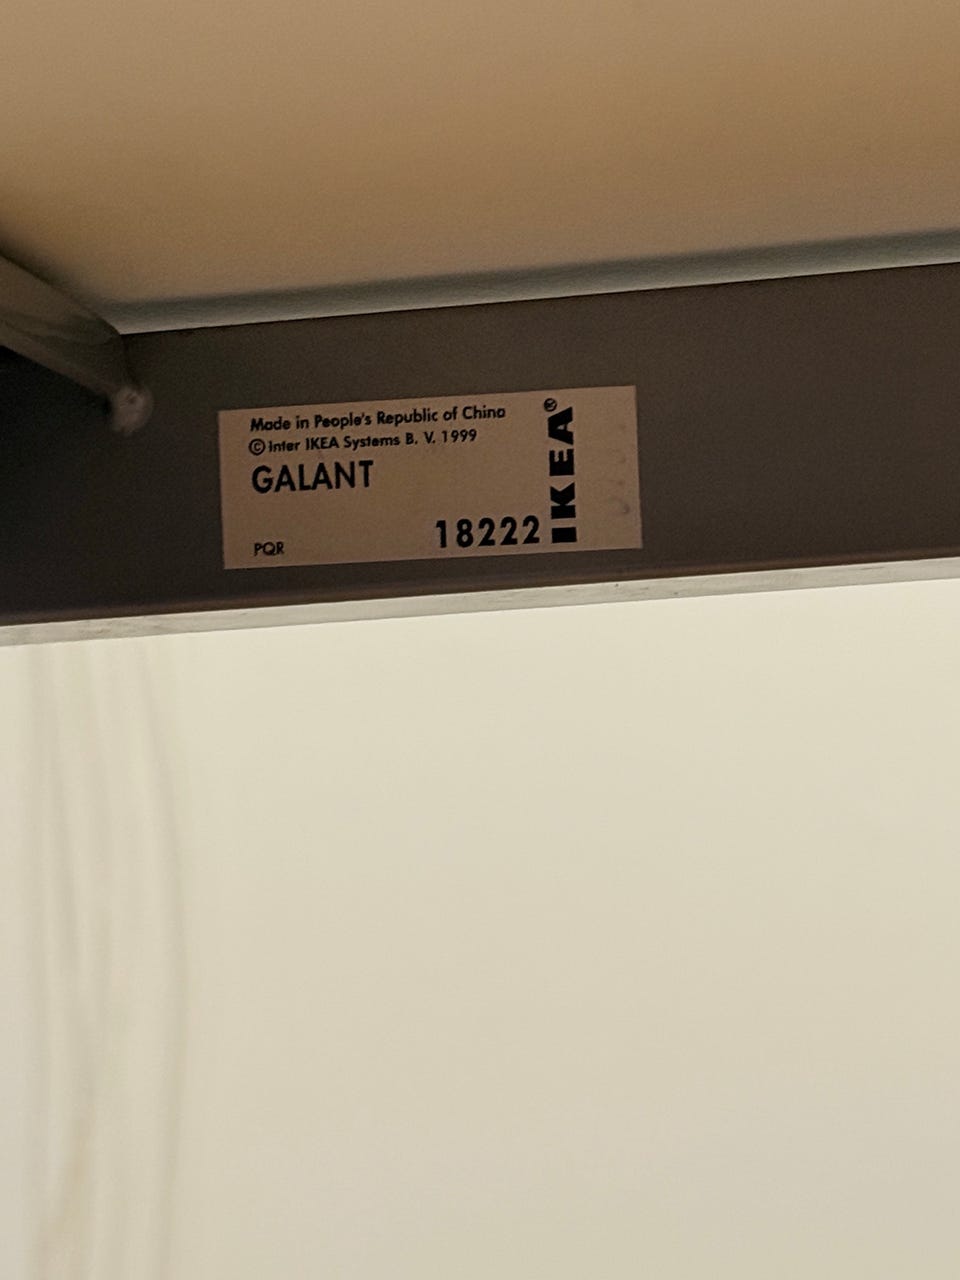 Made in People's Republic of China
© Inter IKEA Systems B. V. 1999
GALANT
PQR
18222
IKEA®